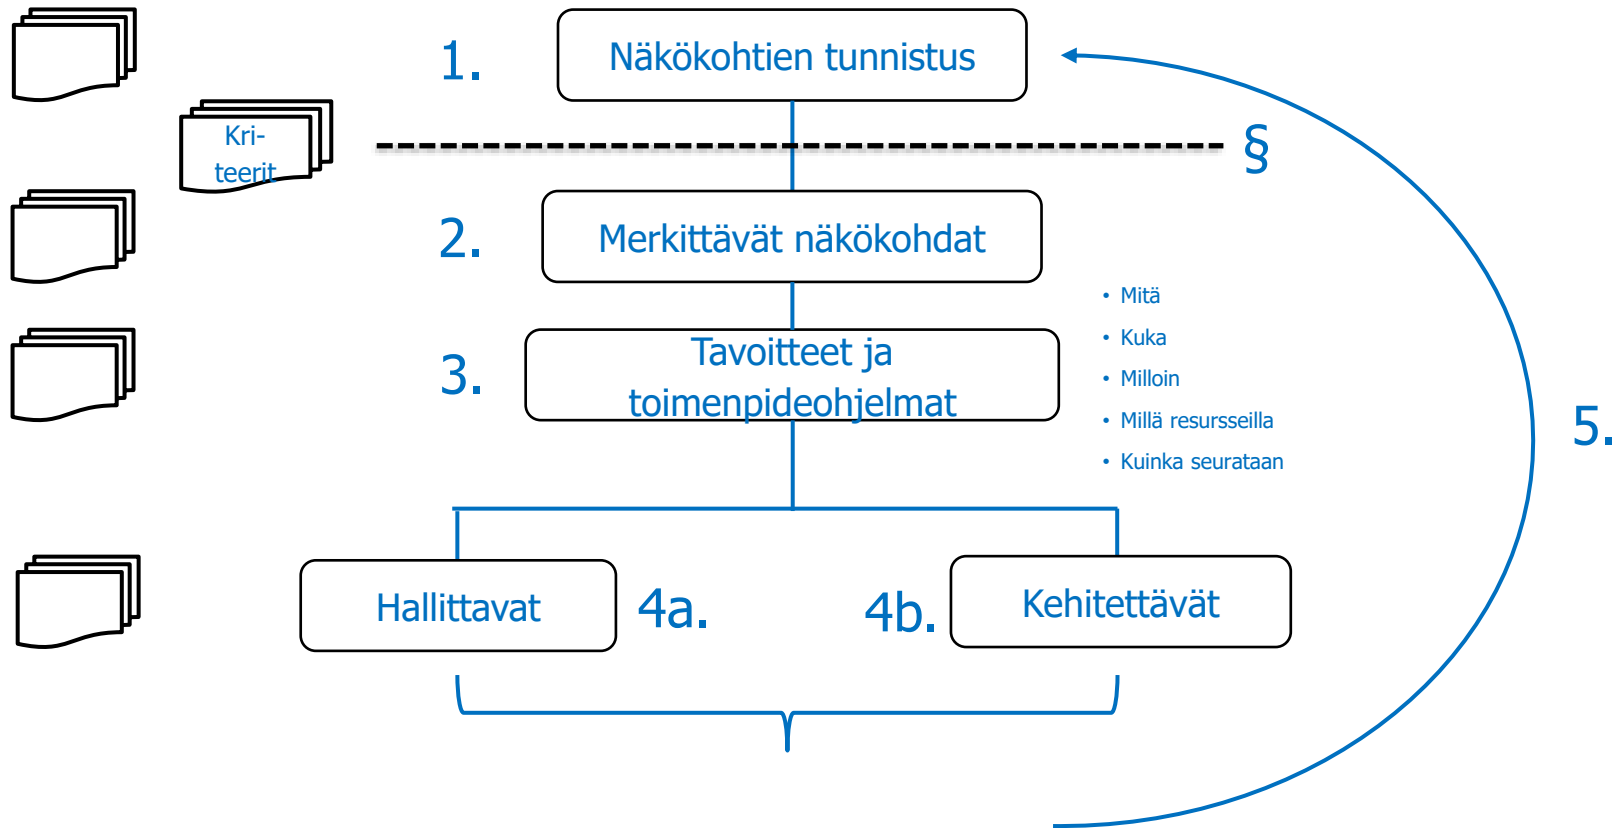 1.
Näkökohtien tunnistus
Kri-
teerit
§
2.
Merkittävät näkökohdat
• Mitä
• Kuka
• Milloin
• Millä resursseilla
• Kuinka seurataan
3.
Tavoitteet ja
toimenpideohjelmat
5.
Hallittavat
4a.
4b.
Kehitettävät